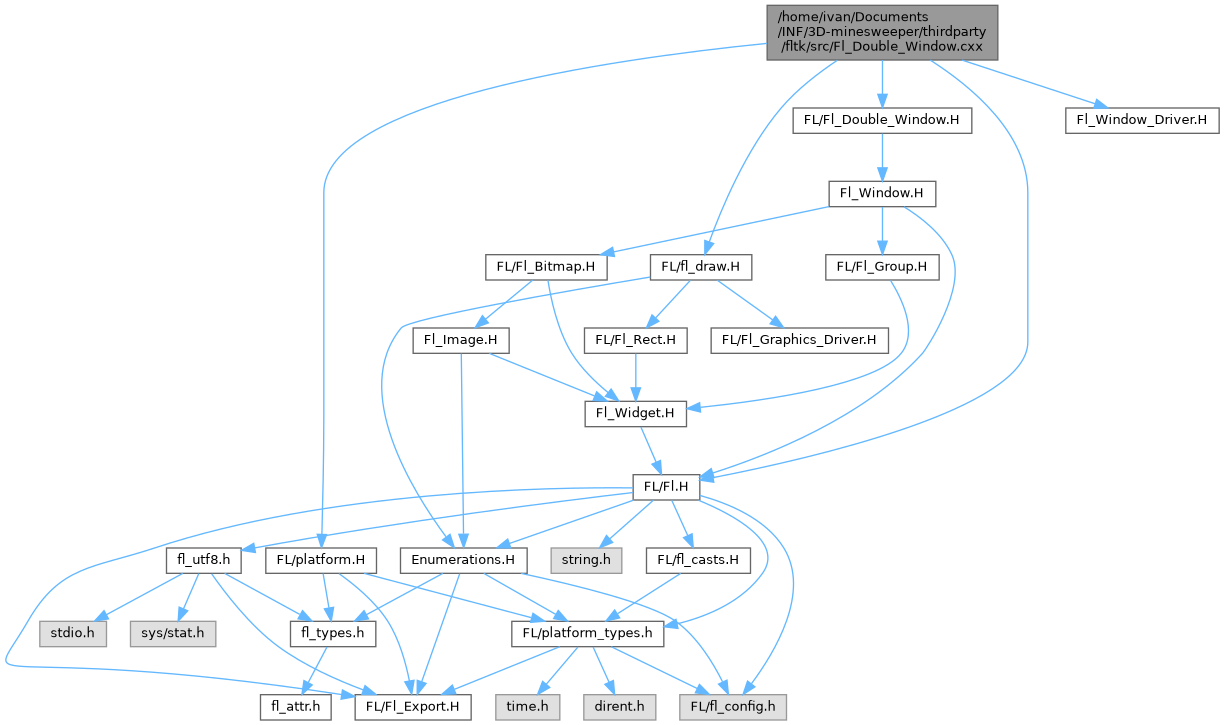 /home/ivan/Documents
/INF/3D-minesweeper/thirdparty
/fltk/src/Fl_Double_Window.cxx
FL/Fl_Double_Window.H
Fl_Window_Driver.H
Fl_Window.H
FL/Fl_Bitmap.H
FL/fl_draw.H
FL/Fl_Group.H
Fl_Image.H
FL/Fl_Rect.H
FL/Fl_Graphics_Driver.H
Fl_Widget.H
FL/Fl.H
fl_utf8.h
FL/platform.H
Enumerations.H
string.h
FL/fl_casts.H
stdio.h
sys/stat.h
fl_types.h
FL/platform_types.h
fl_attr.h
FL/Fl_Export.H
time.h
dirent.h
FL/fl_config.h